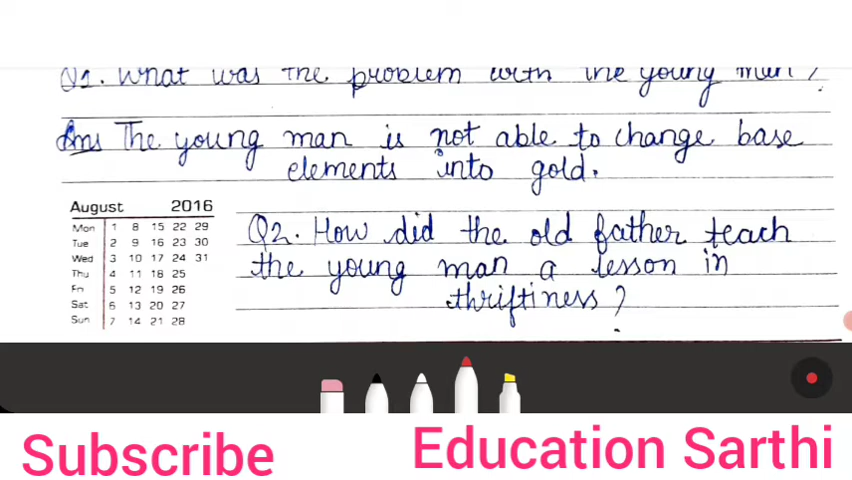 Q1. What was the problem with the young man?
Ans The young man is not able to change base
elements into gold.
August 2016
Mon 1 8 15 22 29
Tue 2 9 16 23 30
Wed 3 10 17 24 31
Thu 4 11 18 25
Fri 5 12 19 26
Sat 6 13 20 27
Sun 7 14 21 28
Q2. How did the old father teach
the young man a lesson in
thriftiness?
Subscribe
Education Sarthi